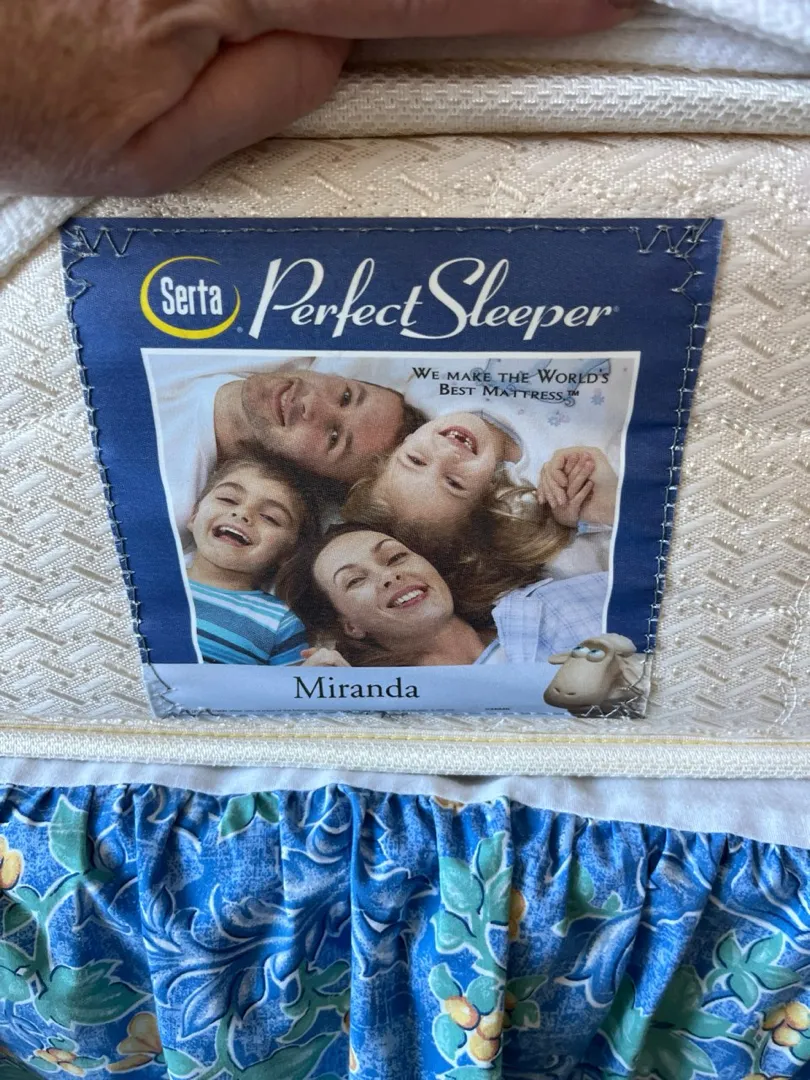 Serta
Perfect Sleeper
We make the World's
Best Mattress.™
Miranda